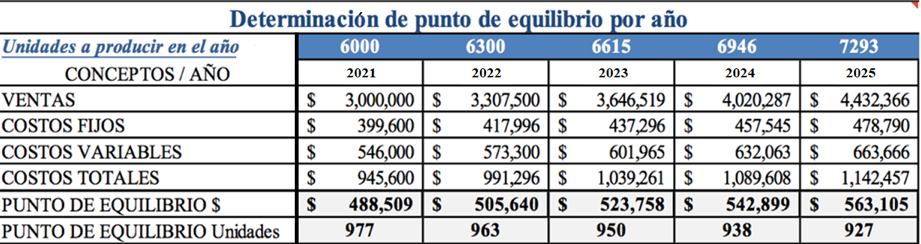 Determinación de punto de equilibrio por año
Unidades a producir en el año 6000 6300 6615 6946 7293
CONCEPTOS / AÑO 2021 2022 2023 2024 2025
VENTAS $ 3,000,000 $ 3,307,500 $ 3,646,519 $ 4,020,287 $ 4,432,366
COSTOS FIJOS $ 399,600 $ 417,996 $ 437,296 $ 457,545 $ 478,790
COSTOS VARIABLES $ 546,000 $ 573,300 $ 601,965 $ 632,063 $ 663,666
COSTOS TOTALES $ 945,600 $ 991,296 $ 1,039,261 $ 1,089,608 $ 1,142,457
PUNTO DE EQUILIBRIO $ $ 488,509 $ 505,640 $ 523,758 $ 542,899 $ 563,105
PUNTO DE EQUILIBRIO Unidades 977 963 950 938 927